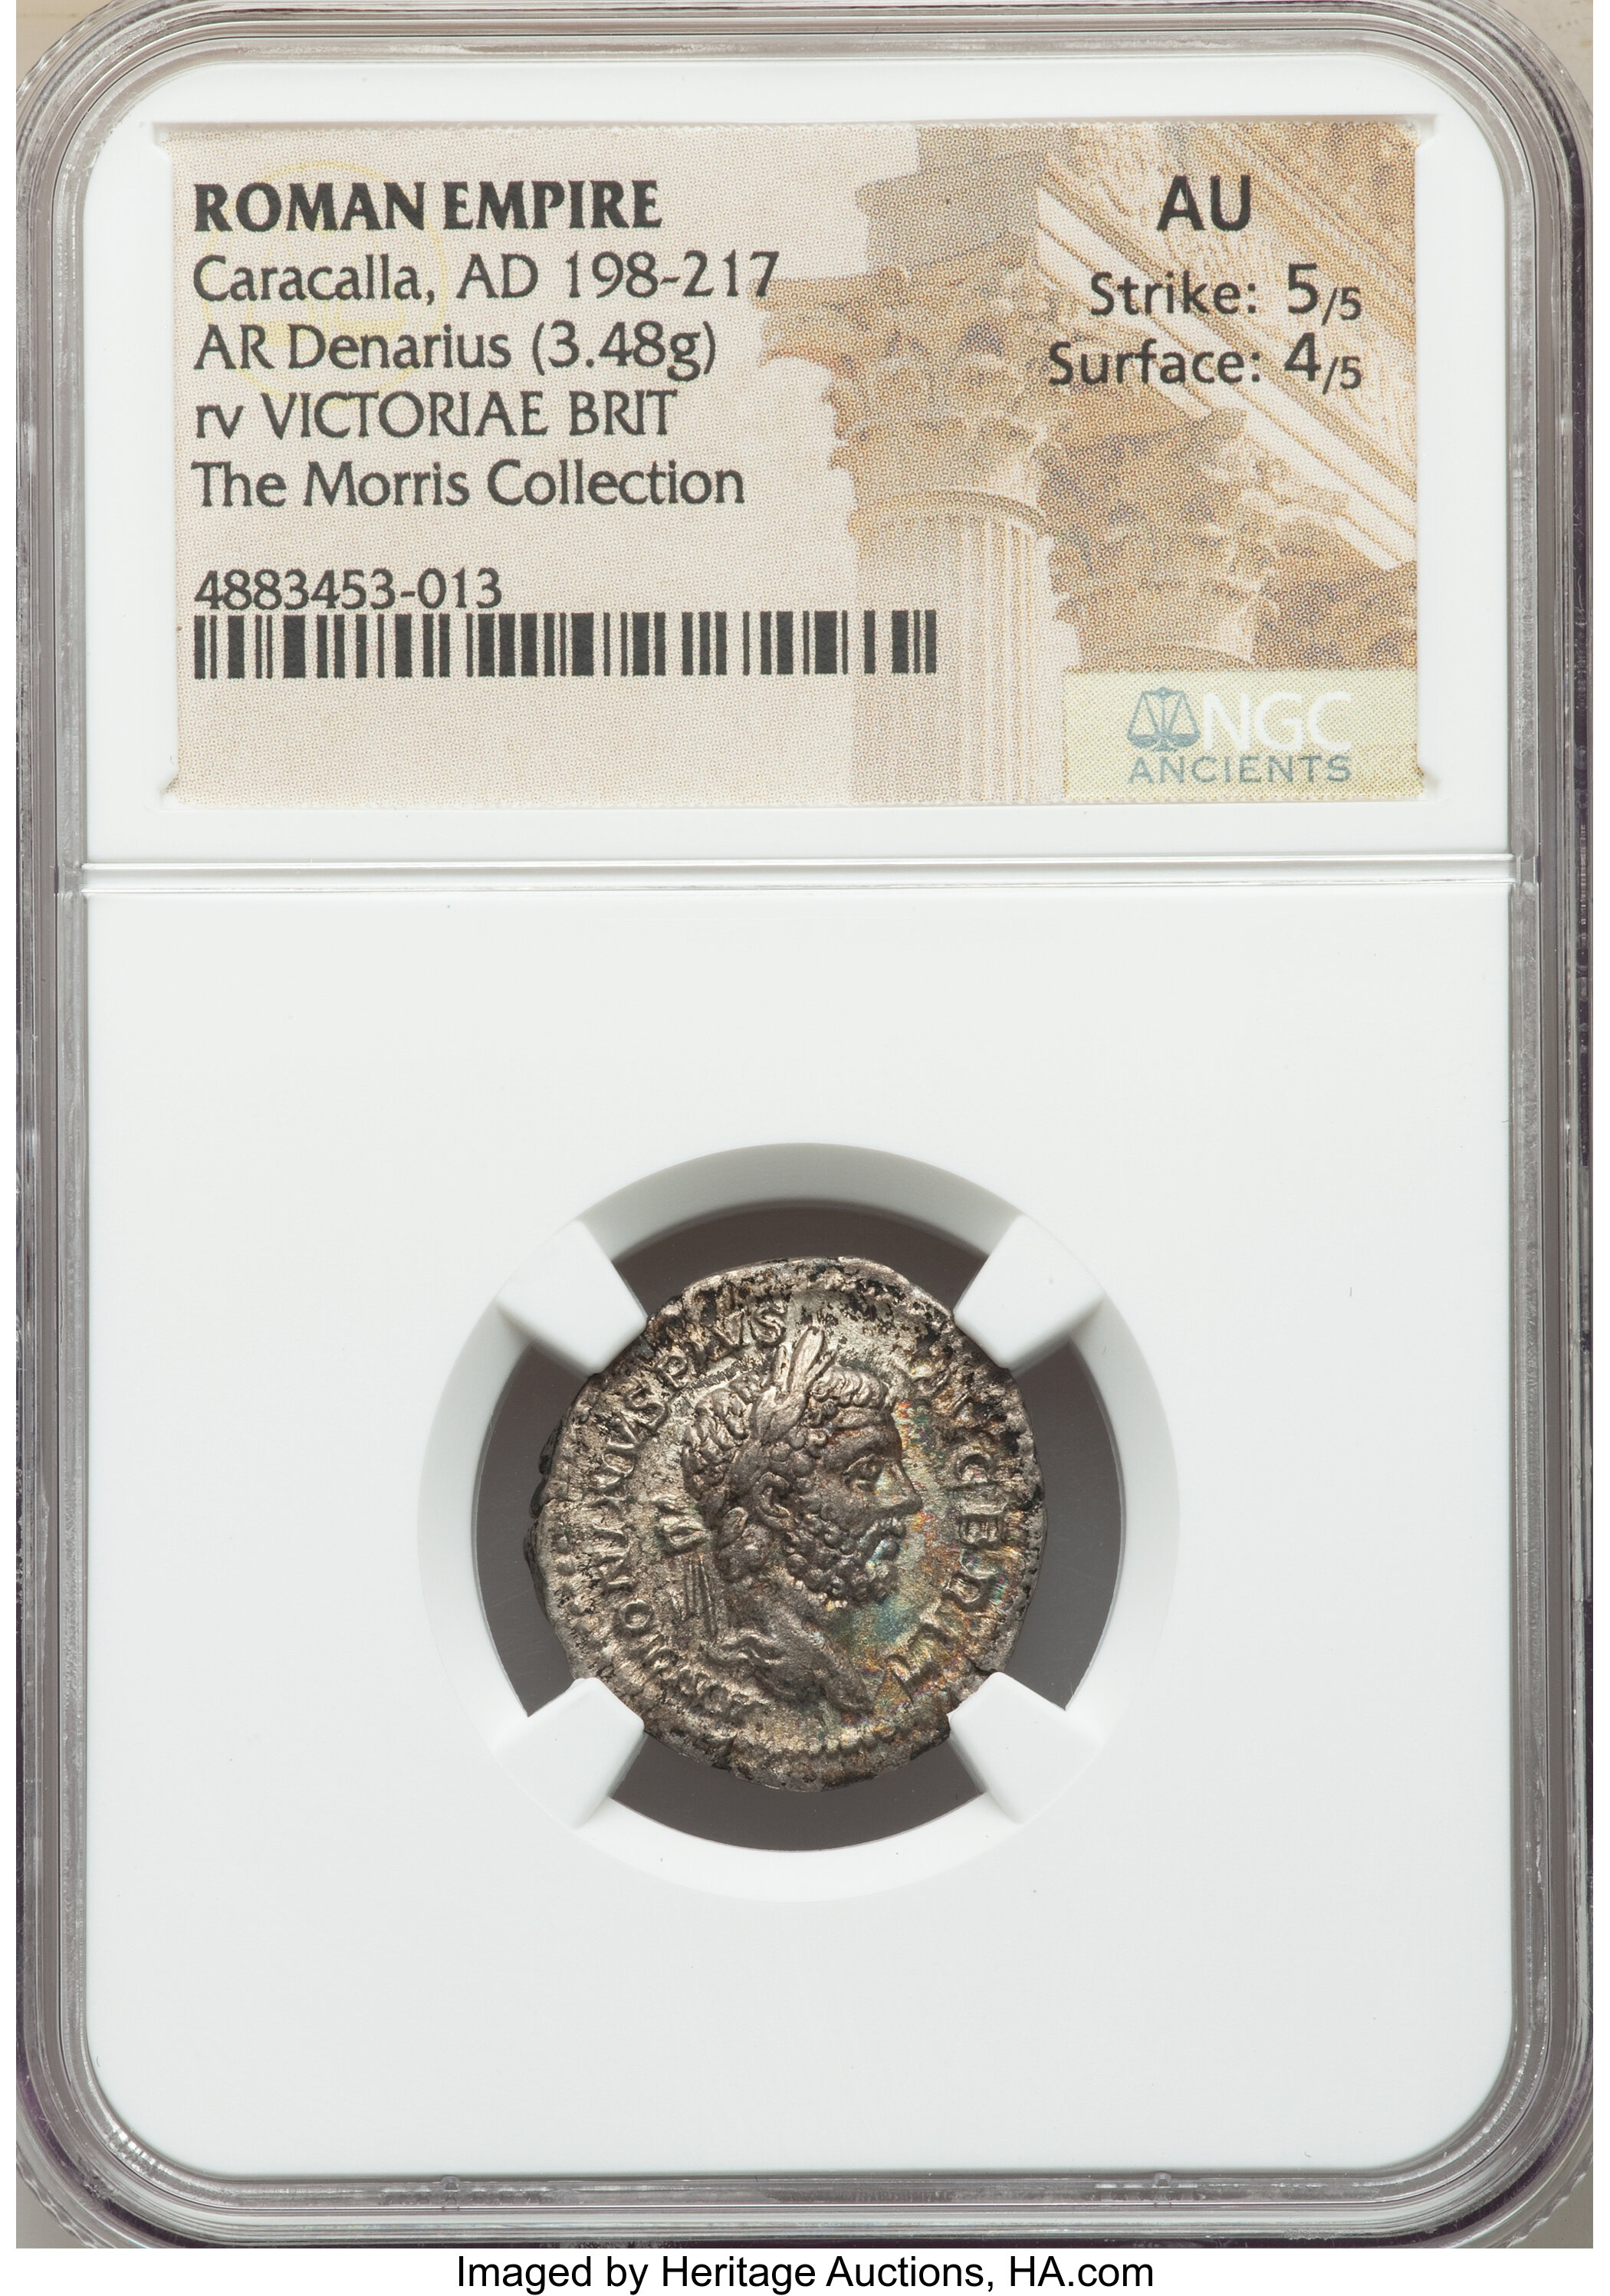 ROMAN EMPIRE
Caracalla, AD 198-217
AR Denarius (3.48g)
rv VICTORIAE BRIT
The Morris Collection
4883453-013
AU
Strike: 5/5
Surface: 4/5
NGC
ANCIENTS
Imaged by Heritage Auctions, HA.com